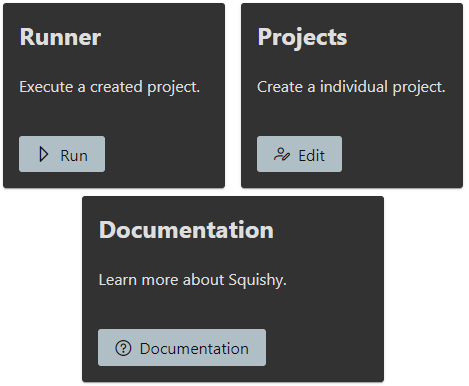 Runner
Execute a created project.
Run
Projects
Create a individual project.
Edit
Documentation
Learn more about Squishy.
Documentation